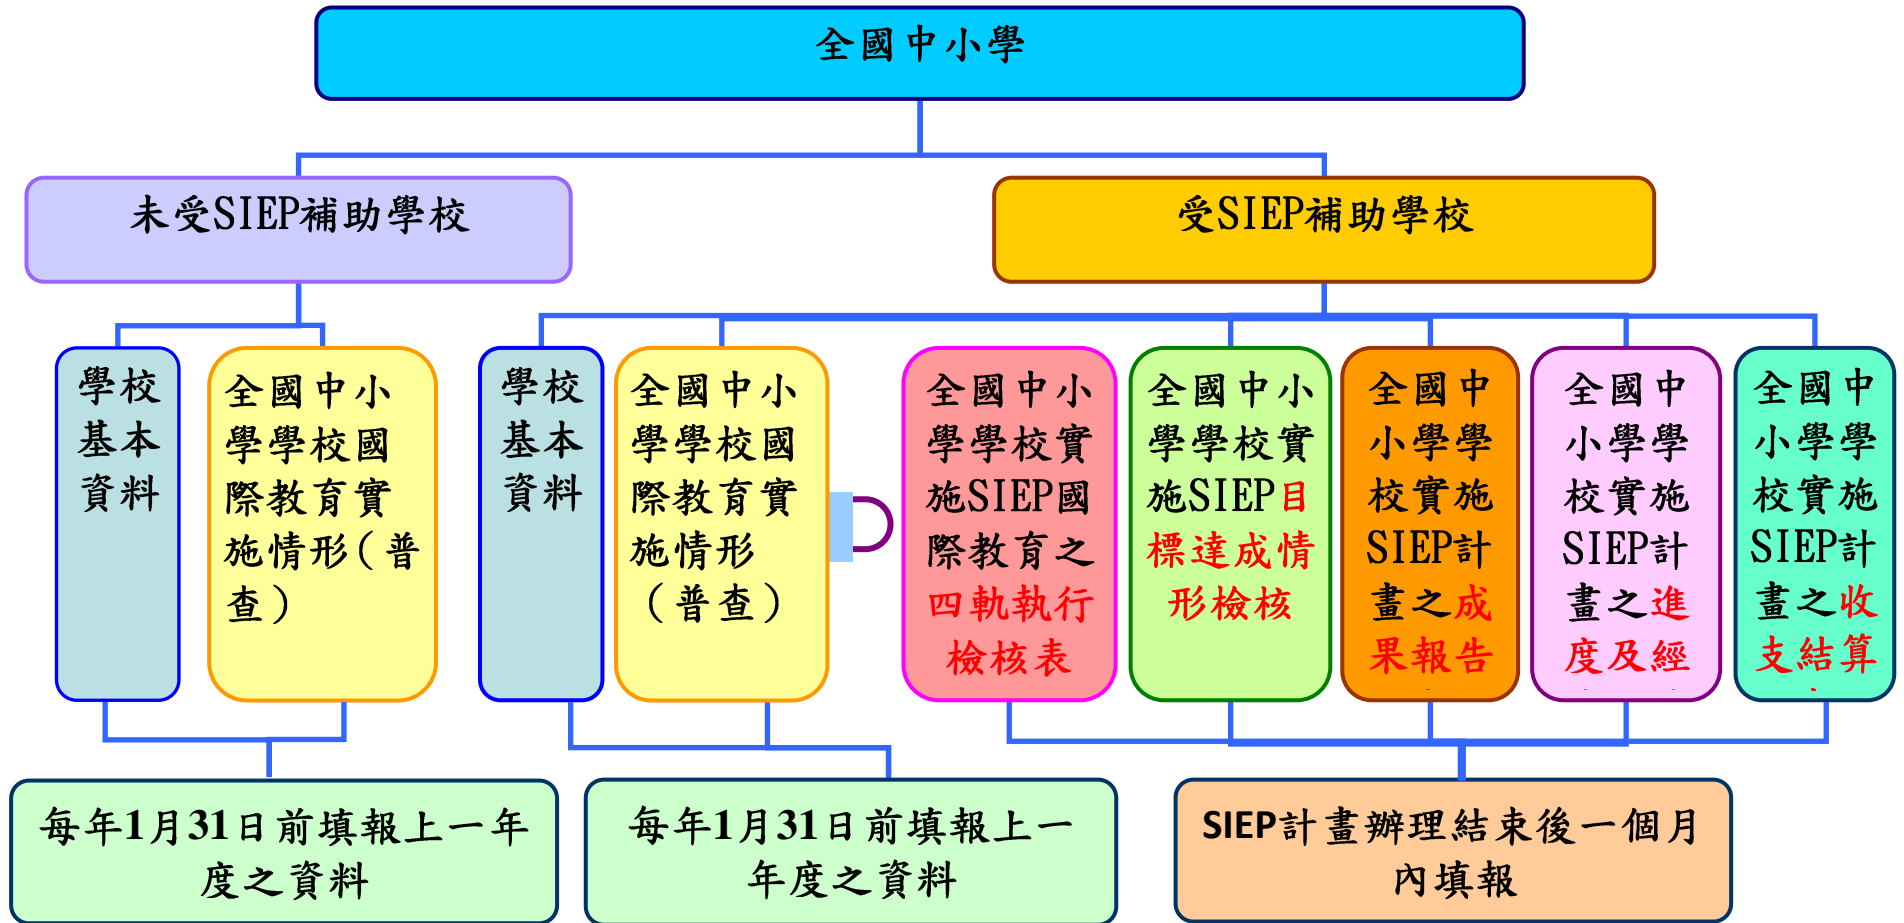 全國中小學
未受SIEP補助學校
受SIEP補助學校
學校
基本
資料
全國中小
學學校國
際教育實
施情形(普
查)
學校
基本
資料
全國中小
學學校國
際教育實
施情形
(普查)
全國中小
學學校實
施SIEP國
際教育之
四軌執行
檢核表
全國中小
學學校實
施SIEP目
標達成情
形檢核
全國中
小學學
校實施
SIEP計
畫之成
果報告
全國中
小學學
校實施
SIEP計
畫之進
度及經
全國中
小學學
校實施
SIEP計
畫之收
支結算
每年1月31日前填報上一年
度之資料
每年1月31日前填報上一
年度之資料
SIEP計畫辦理結束後一個月
內填報